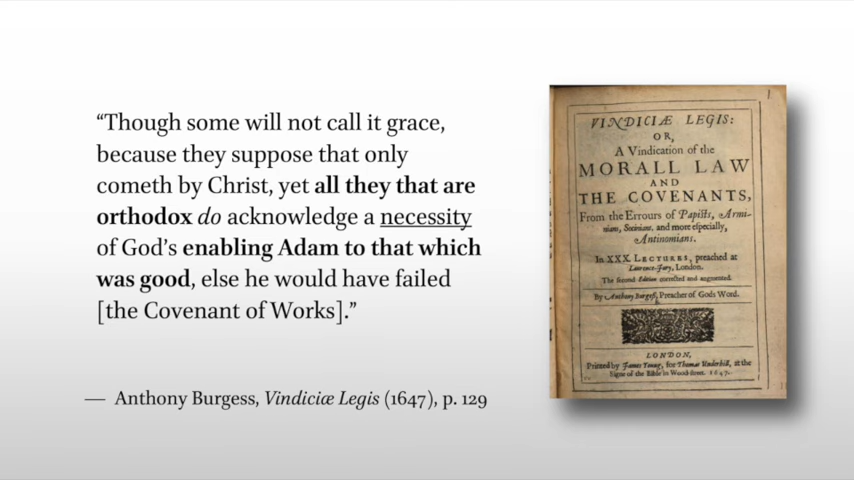 “Though some will not call it grace,
because they suppose that only
cometh by Christ, yet all they that are
orthodox do acknowledge a necessity
of God’s enabling Adam to that which
was good, else he would have failed
[the Covenant of Works].”
— Anthony Burgess, Vindiciæ Legis (1647), p. 129
VINDICIÆ LEGIS:
OR,
A Vindication of the
MORALL LAW
AND
THE COVENANTS,
From the Errours of Papists, Armi-
nians, Socinians, and more especially,
Antinomians.
In XXX. LECTURES, preached at
Laurence-Jury, London.
The Second Edition corrected and augmented.
By Anthony Burgess, Preacher of Gods Word.
LONDON,
Printed by James Young, for Thomas Underhill, at the
Signe of the Bible in Wood-street. 1647.